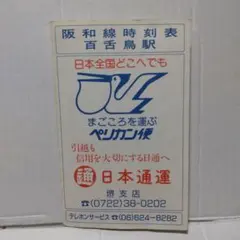 阪和線時刻表
百舌鳥駅
日本全国どこへでも
まごころを運ぶ
ペリカン便
引越も
信用を大切にする日通へ
通 日本通運
堺支店
☎(0722)38-0202
テレホンサービス ☎(06)624-8282